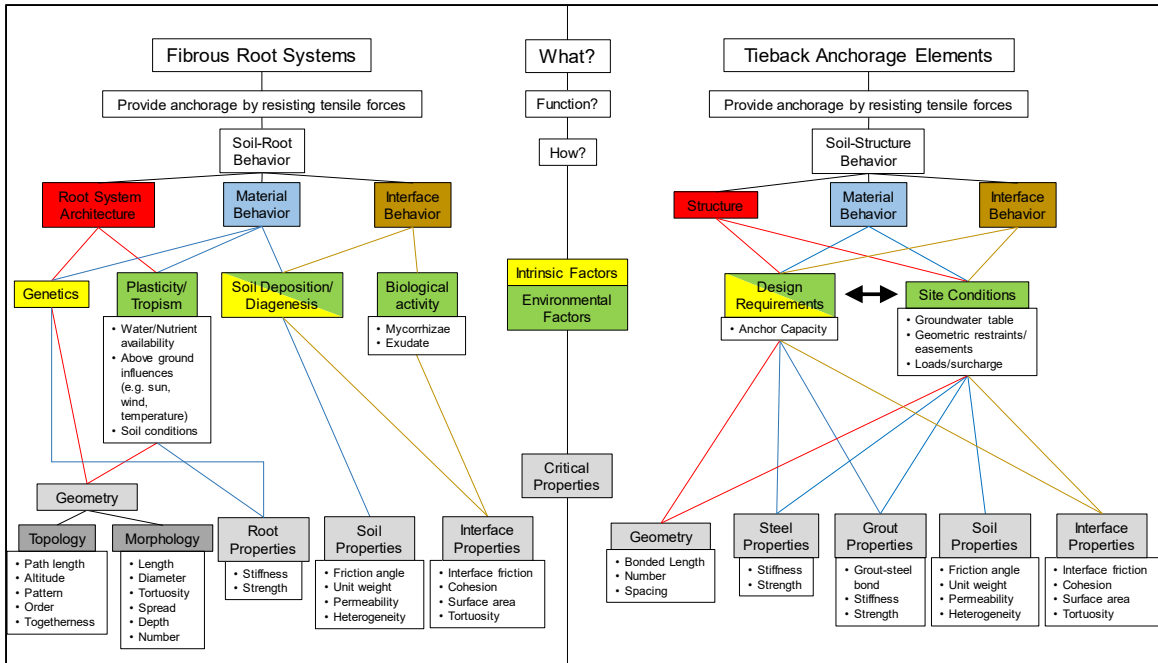 Fibrous Root Systems
What?
Tieback Anchorage Elements
Provide anchorage by resisting tensile forces
Function?
Provide anchorage by resisting tensile forces
Soil-Root
Behavior
How?
Soil-Structure
Behavior
Root System
Architecture
Material
Behavior
Interface
Behavior
Structure
Material
Behavior
Interface
Behavior
Genetics
Plasticity/
Tropism
• Water/Nutrient
availability
• Above ground
influences
(e.g. sun,
wind,
temperature)
• Soil conditions
Soil Deposition/
Diagenesis
Biological
activity
• Mycorrhizae
• Exudate
Intrinsic Factors
Environmental
Factors
Design
Requirements
• Anchor Capacity
Site Conditions
• Groundwater table
• Geometric restraints/
easements
• Loads/surcharge
Critical
Properties
Geometry
Topology
• Path length
• Altitude
• Pattern
• Order
• Togetherness
Morphology
• Length
• Diameter
• Tortuosity
• Spread
• Depth
• Number
Root
Properties
• Stiffness
• Strength
Soil
Properties
• Friction angle
• Unit weight
• Permeability
• Heterogeneity
Interface
Properties
• Interface friction
• Cohesion
• Surface area
• Tortuosity
Geometry
• Bonded Length
• Number
• Spacing
Steel
Properties
• Stiffness
• Strength
Grout
Properties
• Grout-steel
bond
• Stiffness
• Strength
Soil
Properties
• Friction angle
• Unit weight
• Permeability
• Heterogeneity
Interface
Properties
• Interface friction
• Cohesion
• Surface area
• Tortuosity